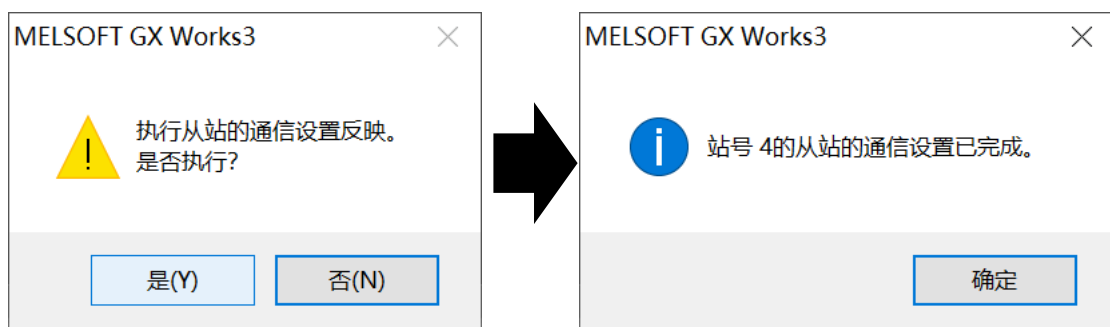 MELSOFT GX Works3
执行从站的通信设置反映。
是否执行?
是(Y)
否(N)
MELSOFT GX Works3
站号 4的从站的通信设置已完成。
确定